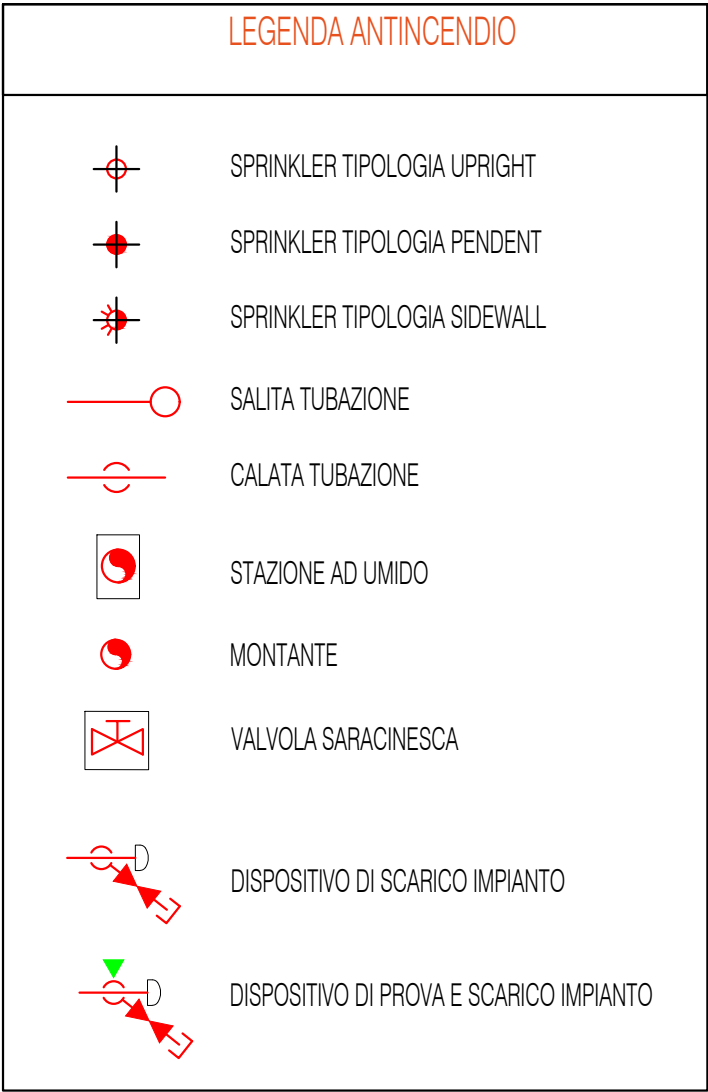 LEGENDA ANTINCENDIO
SPRINKLER TIPOLOGIA UPRIGHT
SPRINKLER TIPOLOGIA PENDENT
SPRINKLER TIPOLOGIA SIDEWALL
SALITA TUBAZIONE
CALATA TUBAZIONE
STAZIONE AD UMIDO
MONTANTE
VALVOLA SARACINESCA
DISPOSITIVO DI SCARICO IMPIANTO
DISPOSITIVO DI PROVA E SCARICO IMPIANTO